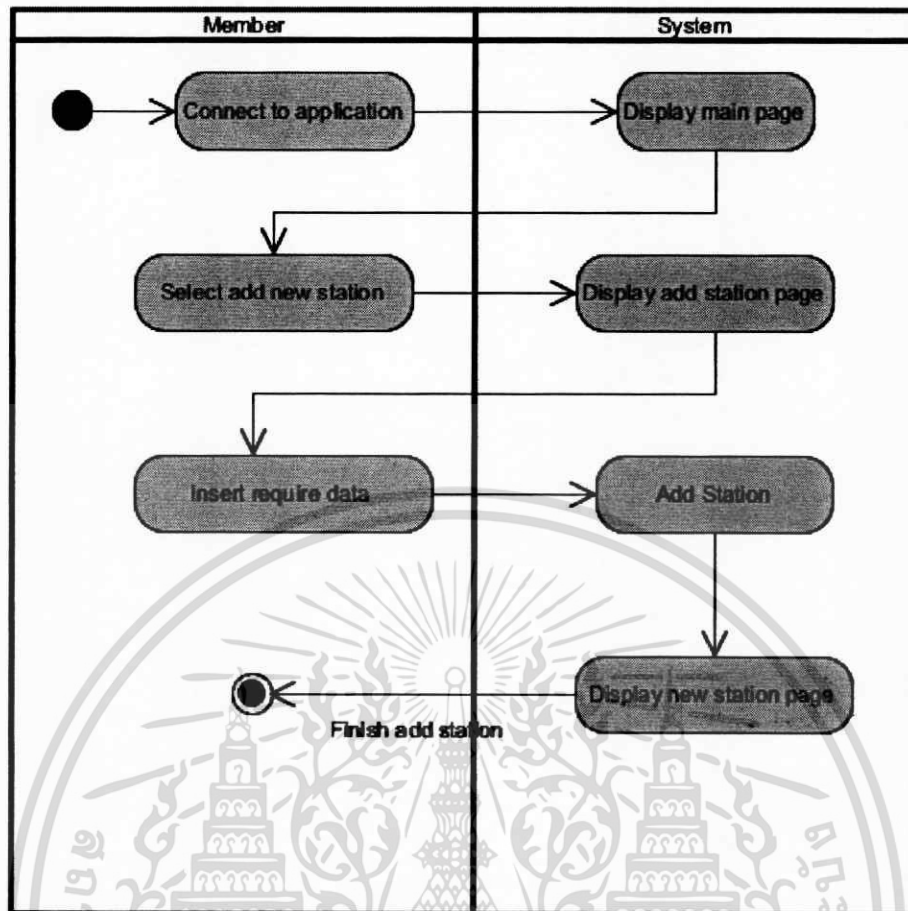 Member
System
Connect to application
Display main page
Select add new station
Display add station page
Insert require data
Add Station
Display new station page
Finish add station